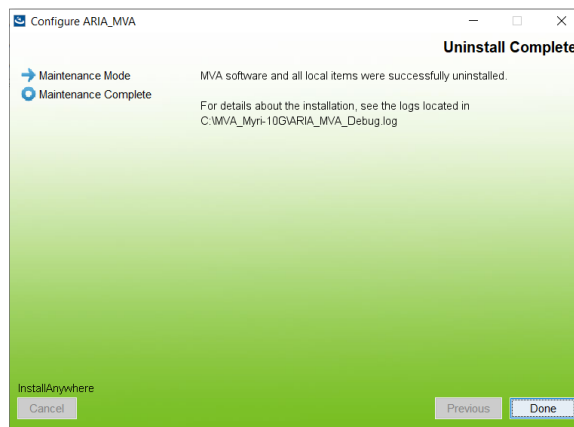 Configure ARIA_MVA
Uninstall Complete
Maintenance Mode
Maintenance Complete
MVA software and all local items were successfully uninstalled.
For details about the installation, see the logs located in
C:\MVA_Myri-10G\ARIA_MVA_Debug.log
InstallAnywhere
Cancel
Previous
Done